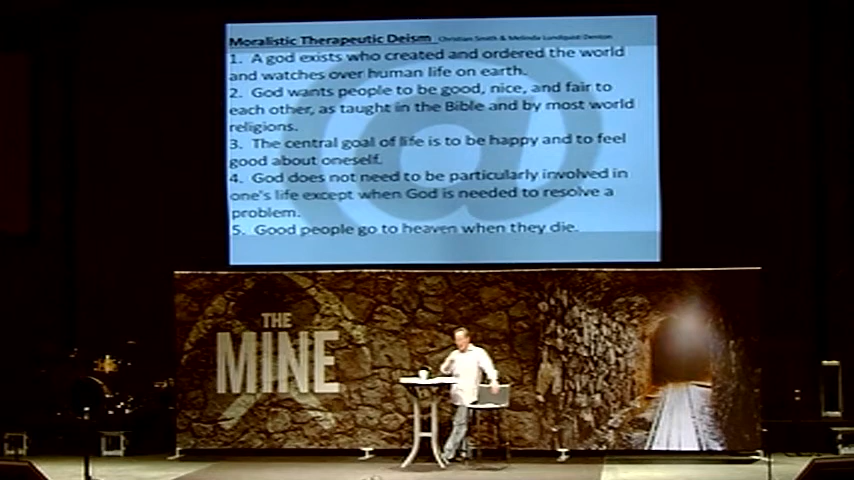 Moralistic Therapeutic Deism Christian Smith & Melinda Lundquist Denton
1. A god exists who created and ordered the world
and watches over human life on earth.
2. God wants people to be good, nice, and fair to
each other, as taught in the Bible and by most world
religions.
3. The central goal of life is to be happy and to feel
good about oneself.
4. God does not need to be particularly involved in
one's life except when God is needed to resolve a
problem.
5. Good people go to heaven when they die.
@
THE
MINE